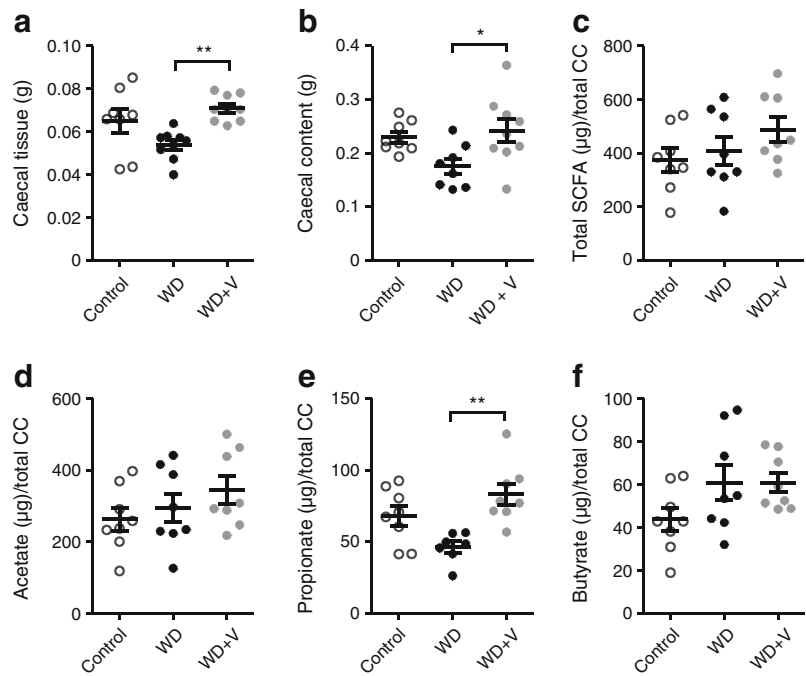 a
Caecal tissue (g)
0.10
0.08
0.06
0.04
0.02
0
**
Control
WD
WD+V
b
Caecal content (g)
0.4
0.3
0.2
0.1
0
*
Control
WD
WD + V
c
Total SCFA (µg)/total CC
800
600
400
200
0
Control
WD
WD+V
d
Acetate (µg)/total CC
600
400
200
0
Control
WD
WD+V
e
Propionate (µg)/total CC
150
100
50
0
**
Control
WD
WD+V
f
Butyrate (µg)/total CC
100
80
60
40
20
0
Control
WD
WD+V